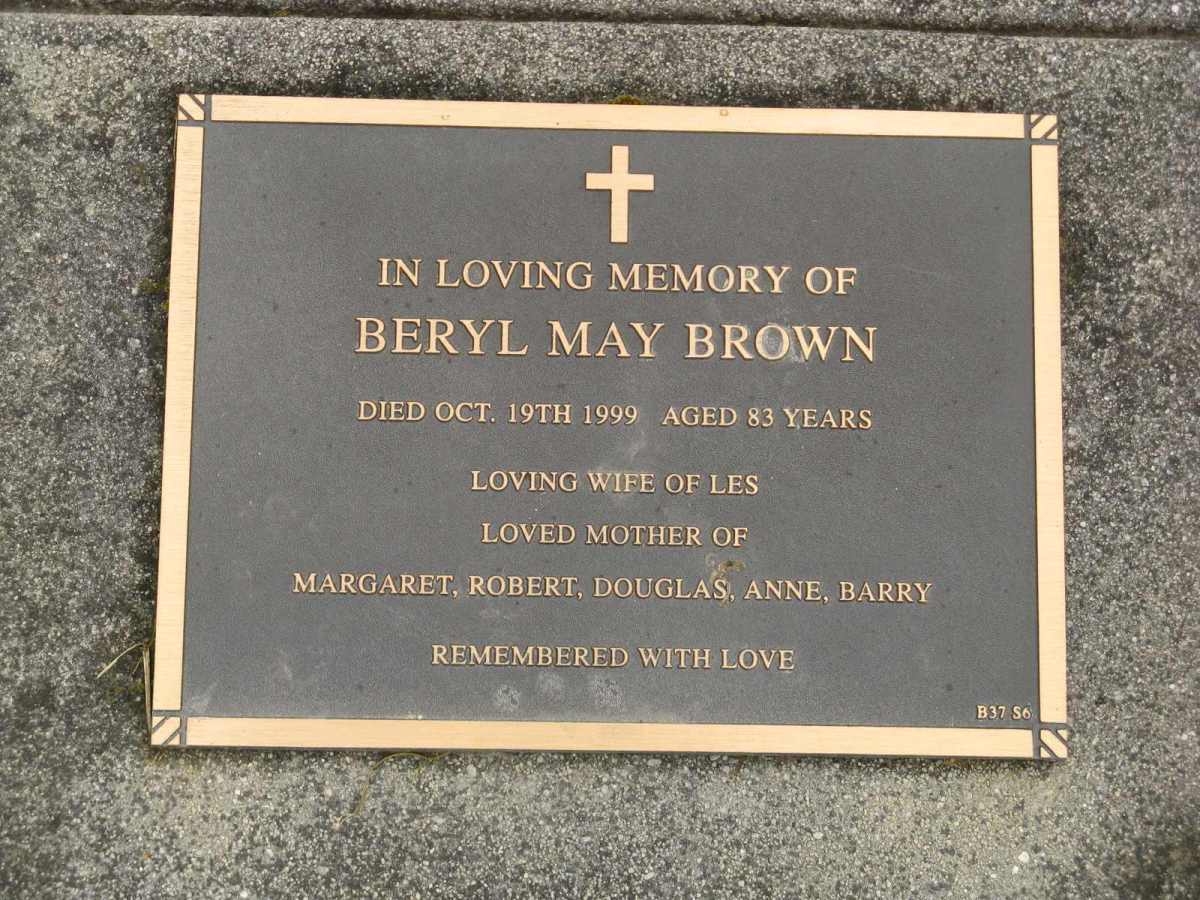 IN LOVING MEMORY OF
BERYL MAY BROWN
DIED OCT. 19TH 1999 AGED 83 YEARS
LOVING WIFE OF LES
LOVED MOTHER OF
MARGARET, ROBERT, DOUGLAS, ANNE, BARRY
REMEMBERED WITH LOVE
B37 S6